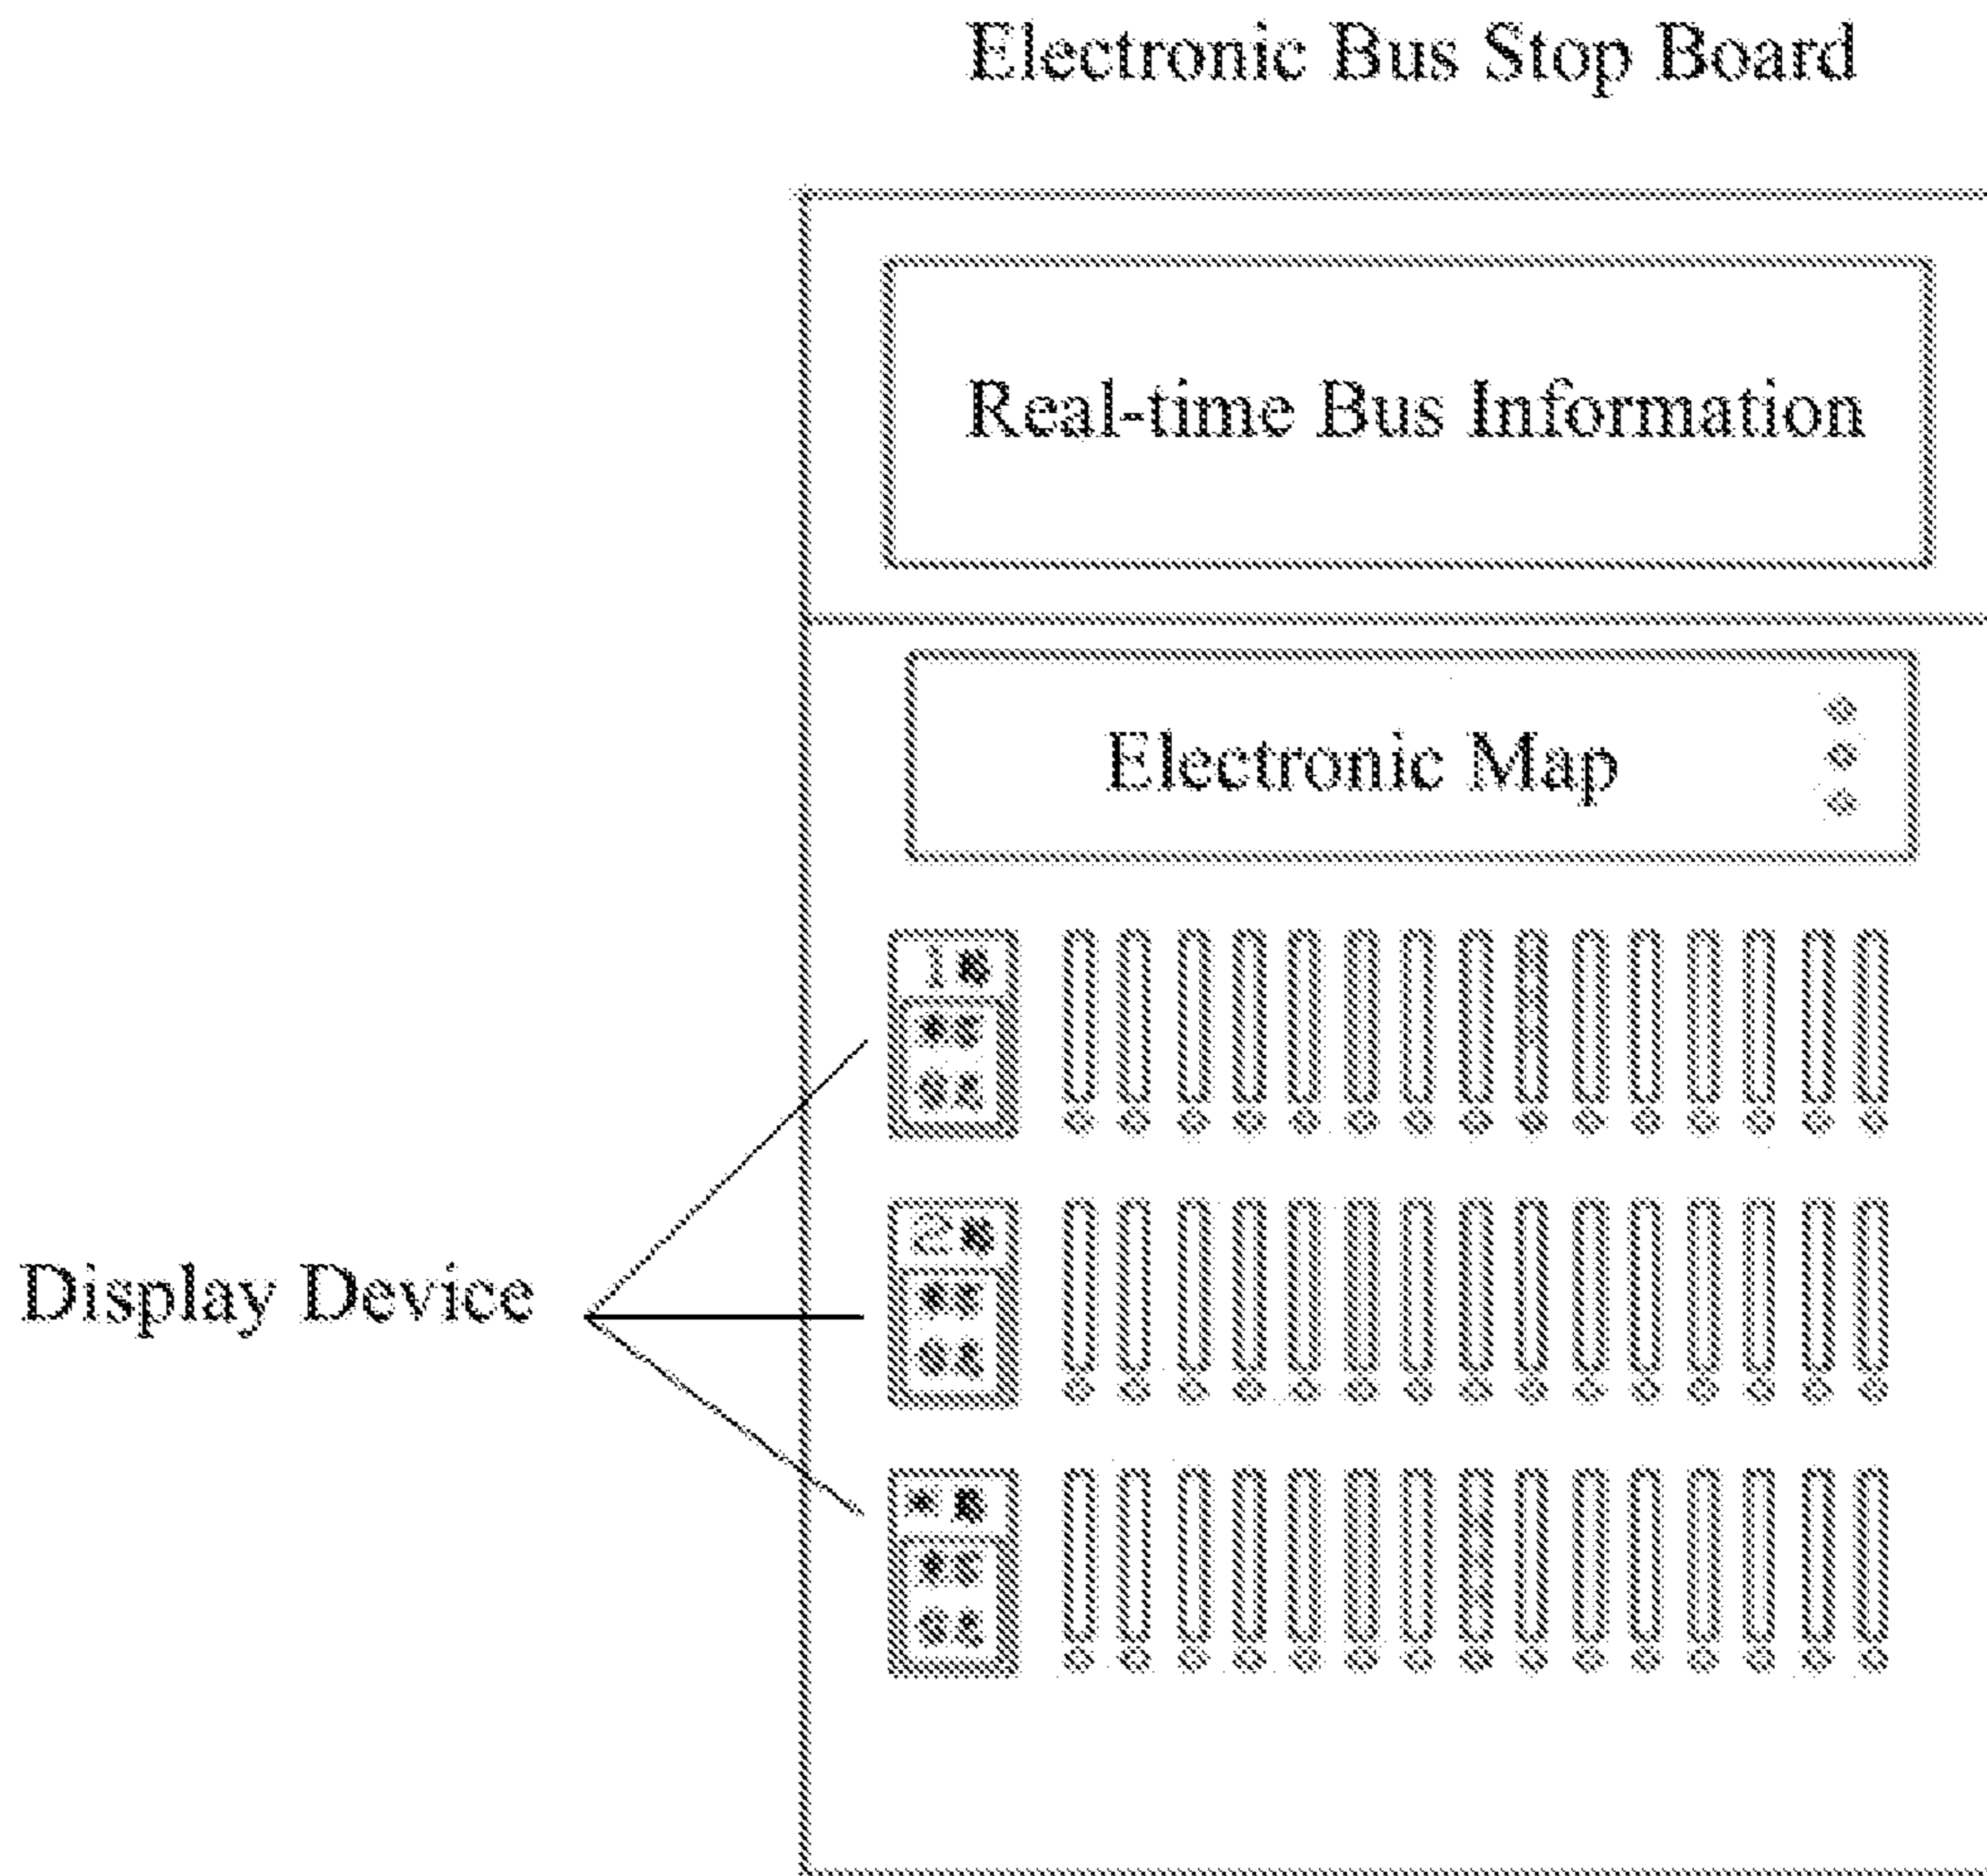 Electronic Bus Stop Board
Real-time Bus Information
Electronic Map
1
2
Display Device